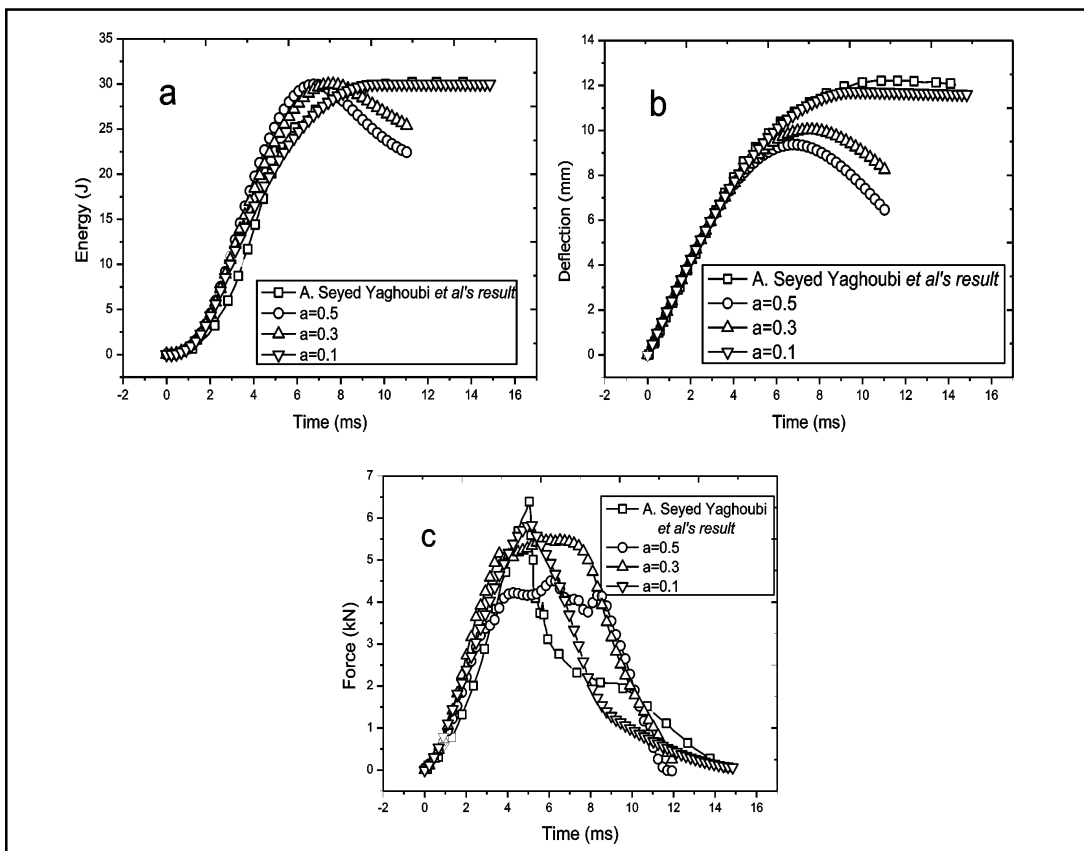 a
35
30
25
20
15
10
5
0
Energy (J)
A. Seyed Yaghoubi et al's result
a=0.5
a=0.3
a=0.1
-2 0 2 4 6 8 10 12 14 16
Time (ms)
b
14
12
10
8
6
4
2
0
Deflection (mm)
A. Seyed Yaghoubi et al's result
a=0.5
a=0.3
a=0.1
-2 0 2 4 6 8 10 12 14 16
Time (ms)
c
7
6
5
4
3
2
1
0
Force (kN)
A. Seyed Yaghoubi
et al's result
a=0.5
a=0.3
a=0.1
-2 0 2 4 6 8 10 12 14 16
Time (ms)